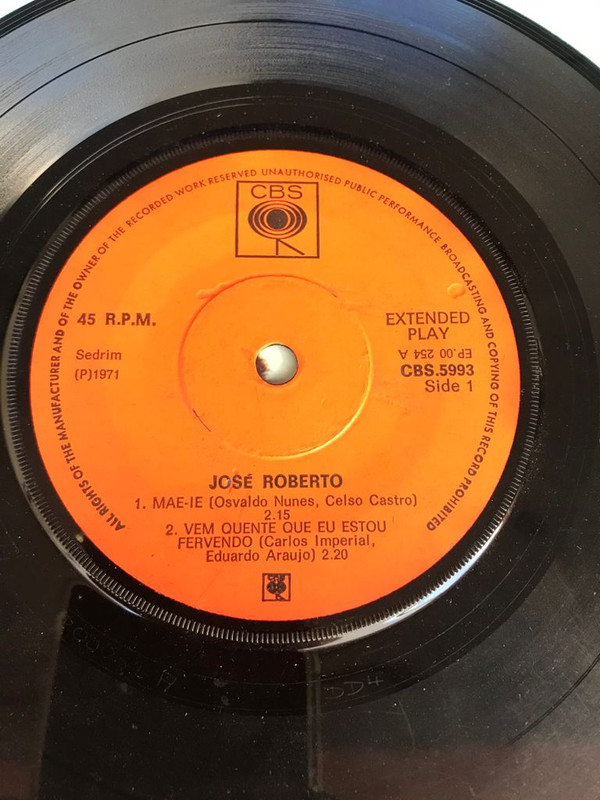 ALL RIGHTS OF THE MANUFACTURER AND OF THE OWNER OF THE RECORDED WORK RESERVED UNAUTHORISED PUBLIC PERFORMANCE BROADCASTING AND COPYING OF THIS RECORD PROHIBITED
CBS
45 R.P.M.
Sedrim
(P)1971
EXTENDED
PLAY
EP.00 254 A
CBS.5993
Side 1
JOSÉ ROBERTO
1. MAE-IE (Osvaldo Nunes, Celso Castro)
2.15
2. VEM QUENTE QUE EU ESTOU
FERVENDO (Carlos Imperial,
Eduardo Araujo) 2.20
CBS
DD4